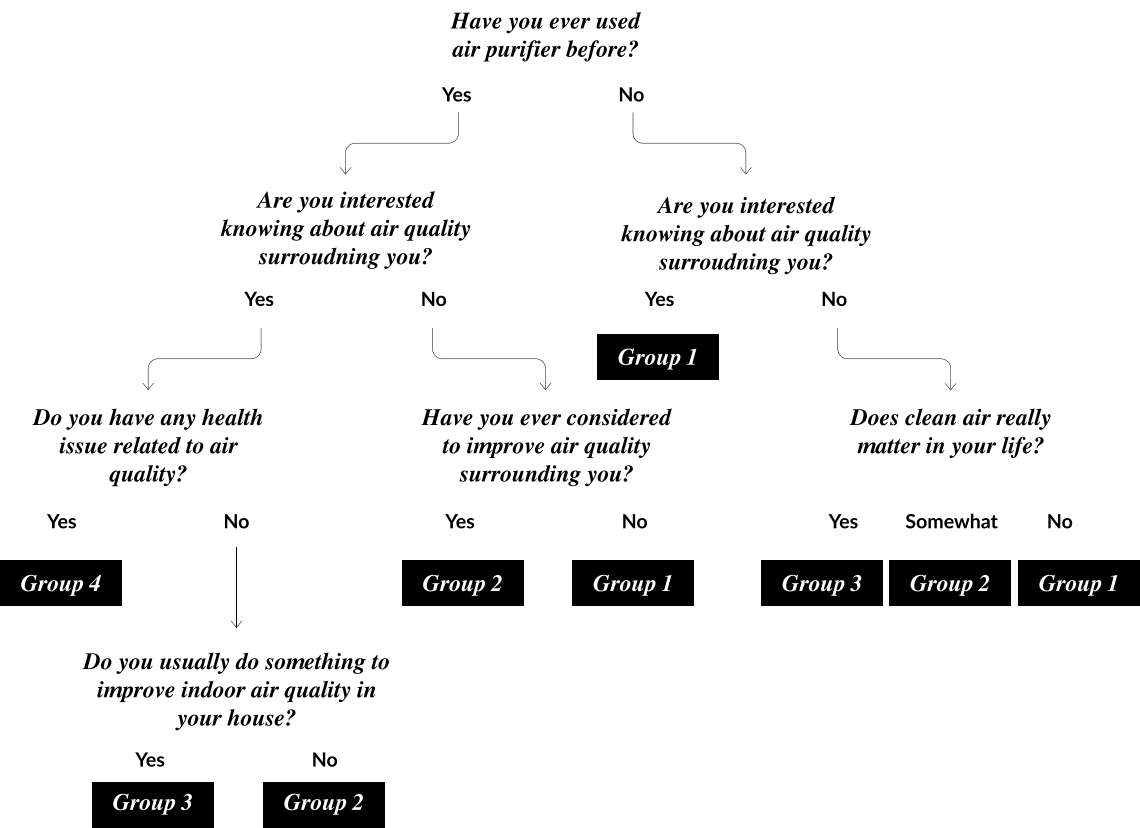 Have you ever used
air purifier before?
Yes
No
Are you interested
knowing about air quality
surroudning you?
Are you interested
knowing about air quality
surroudning you?
Yes
No
Yes
No
Group 1
Do you have any health
issue related to air
quality?
Have you ever considered
to improve air quality
surrounding you?
Does clean air really
matter in your life?
Yes
No
Yes
No
Yes
Somewhat
No
Group 4
Group 2
Group 1
Group 3
Group 2
Group 1
Do you usually do something to
improve indoor air quality in
your house?
Yes
No
Group 3
Group 2